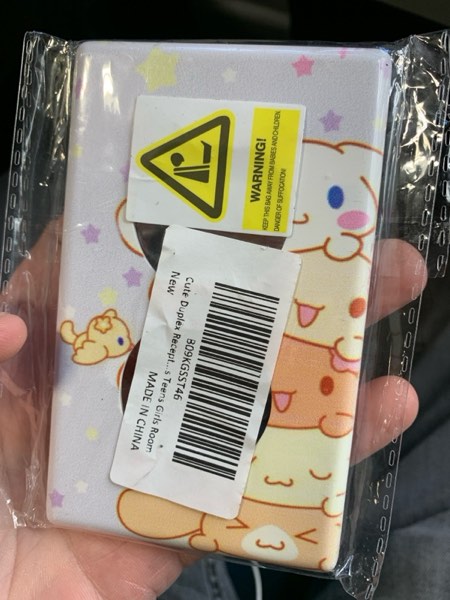 WARNING!
KEEP THIS BAG AWAY FROM BABIES AND CHILDREN.
DANGER OF SUFFOCATION!
B09KGSST46
Cute Duplex Recept...s Teens Girls Room
New
MADE IN CHINA